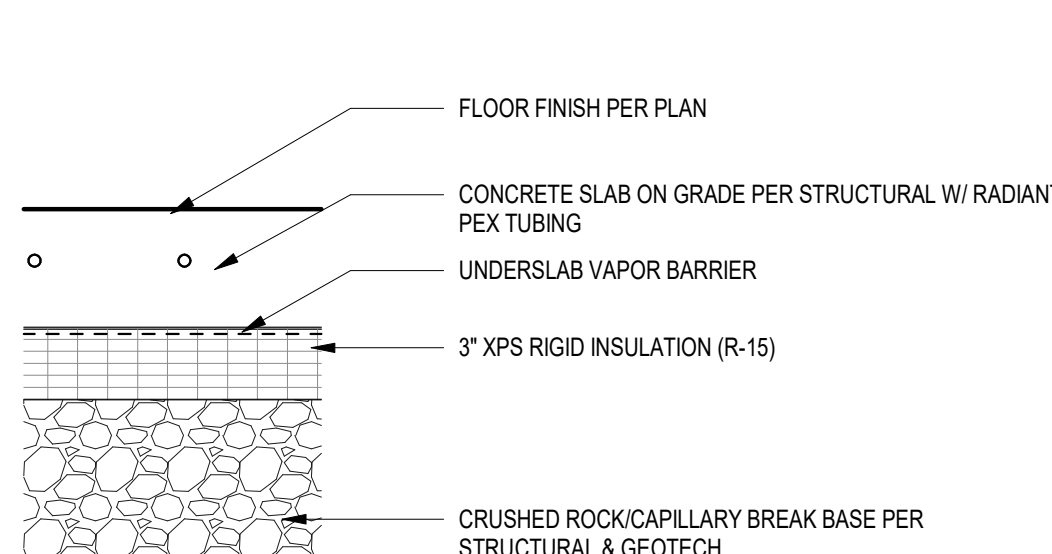 FLOOR FINISH PER PLAN
CONCRETE SLAB ON GRADE PER STRUCTURAL W/ RADIANT
PEX TUBING
UNDERSLAB VAPOR BARRIER
3" XPS RIGID INSULATION (R-15)
CRUSHED ROCK/CAPILLARY BREAK BASE PER
STRUCTURAL & GEOTECH